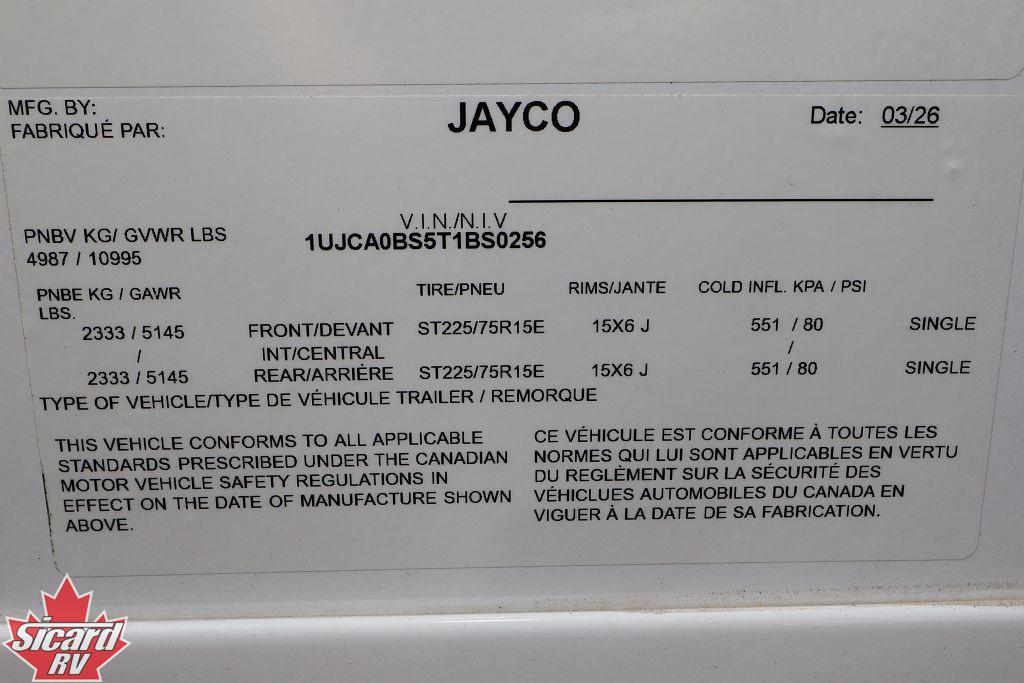 MFG. BY:
FABRIQUÉ PAR:
JAYCO
Date: 03/26
V.I.N./N.I.V
1UJCA0BS5T1BS0256
PNBV KG/ GVWR LBS
4987 / 10995
PNBE KG / GAWR LBS. TIRE/PNEU RIMS/JANTE COLD INFL. KPA / PSI
2333 / 5145 FRONT/DEVANT ST225/75R15E 15X6 J 551 / 80 SINGLE
/ INT/CENTRAL /
2333 / 5145 REAR/ARRIÈRE ST225/75R15E 15X6 J 551 / 80 SINGLE
TYPE OF VEHICLE/TYPE DE VÉHICULE TRAILER / REMORQUE
THIS VEHICLE CONFORMS TO ALL APPLICABLE
STANDARDS PRESCRIBED UNDER THE CANADIAN
MOTOR VEHICLE SAFETY REGULATIONS IN
EFFECT ON THE DATE OF MANUFACTURE SHOWN
ABOVE.
CE VÉHICULE EST CONFORME À TOUTES LES
NORMES QUI LUI SONT APPLICABLES EN VERTU
DU REGLÈMENT SUR LA SÉCURITÉ DES
VÉHICLUES AUTOMOBILES DU CANADA EN
VIGUER À LA DATE DE SA FABRICATION.
Sicard
RV